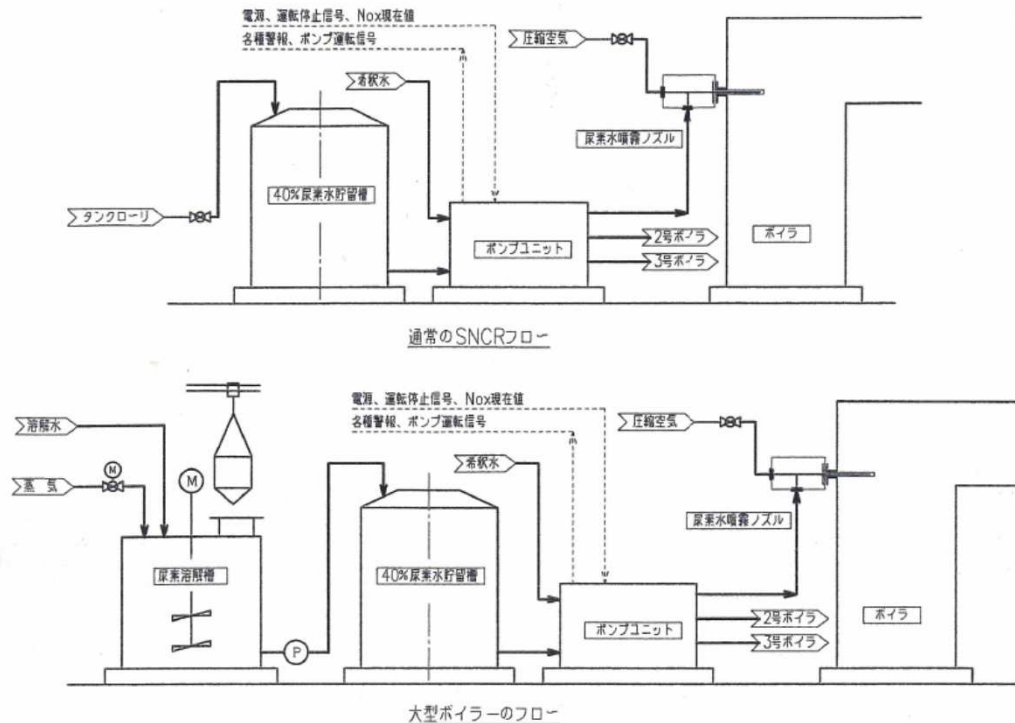 電源、運転停止信号、Nox現在値
各種警報、ポンプ運転信号
圧縮空気
希釈水
尿素水噴霧ノズル
40%尿素水貯留槽
タンクローリ
ポンプユニット
2号ボイラ
3号ボイラ
ボイラ
通常のSNCRフロー
電源、運転停止信号、Nox現在値
各種警報、ポンプ運転信号
圧縮空気
溶解水
希釈水
M
M
蒸 気
尿素水噴霧ノズル
尿素溶解槽
40%尿素水貯留槽
ポンプユニット
2号ボイラ
3号ボイラ
ボイラ
P
大型ボイラーのフロー